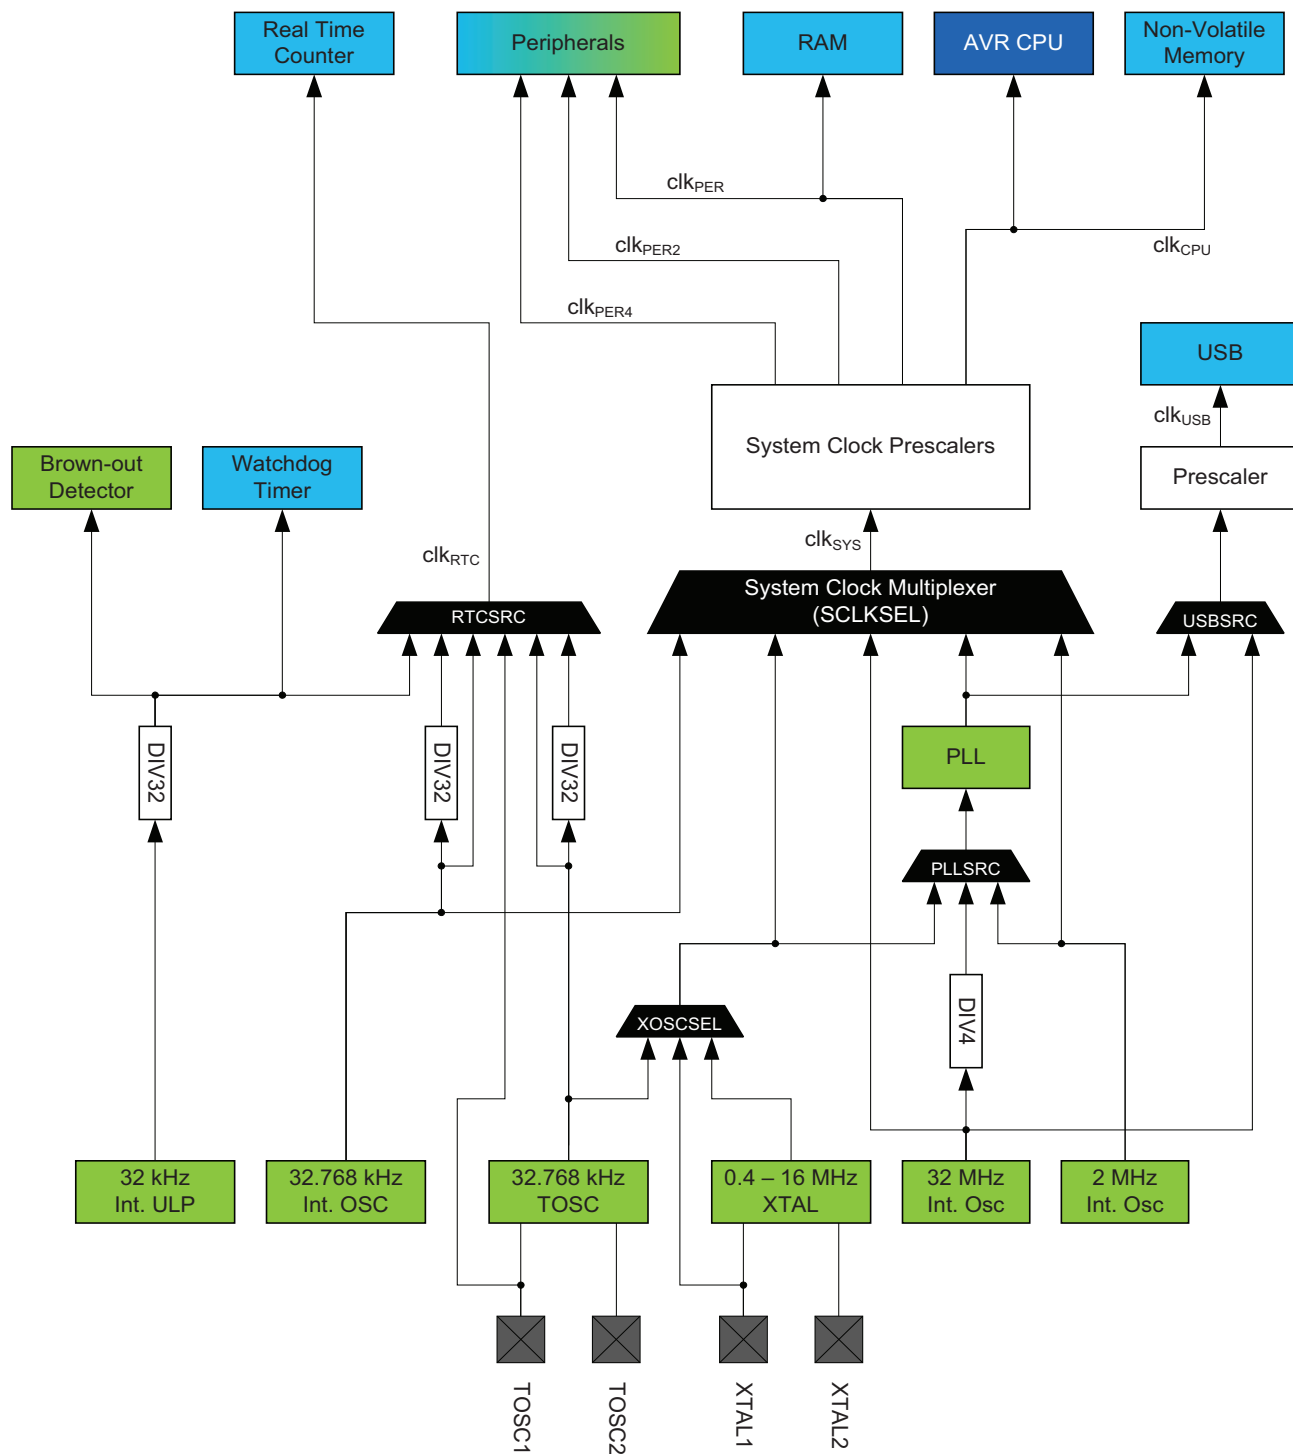 Real Time
Counter
Peripherals
RAM
AVR CPU
Non-Volatile
Memory
clkPER
clkPER2
clkCPU
clkPER4
USB
clkUSB
System Clock Prescalers
Brown-out
Detector
Watchdog
Timer
Prescaler
clkSYS
clkRTC
System Clock Multiplexer
(SCLKSEL)
RTCSRC
USBSRC
DIV32
DIV32
DIV32
PLL
PLLSRC
XOSCSEL
DIV4
32 kHz
Int. ULP
32.768 kHz
Int. OSC
32.768 kHz
TOSC
0.4 – 16 MHz
XTAL
32 MHz
Int. Osc
2 MHz
Int. Osc
TOSC1
TOSC2
XTAL1
XTAL2